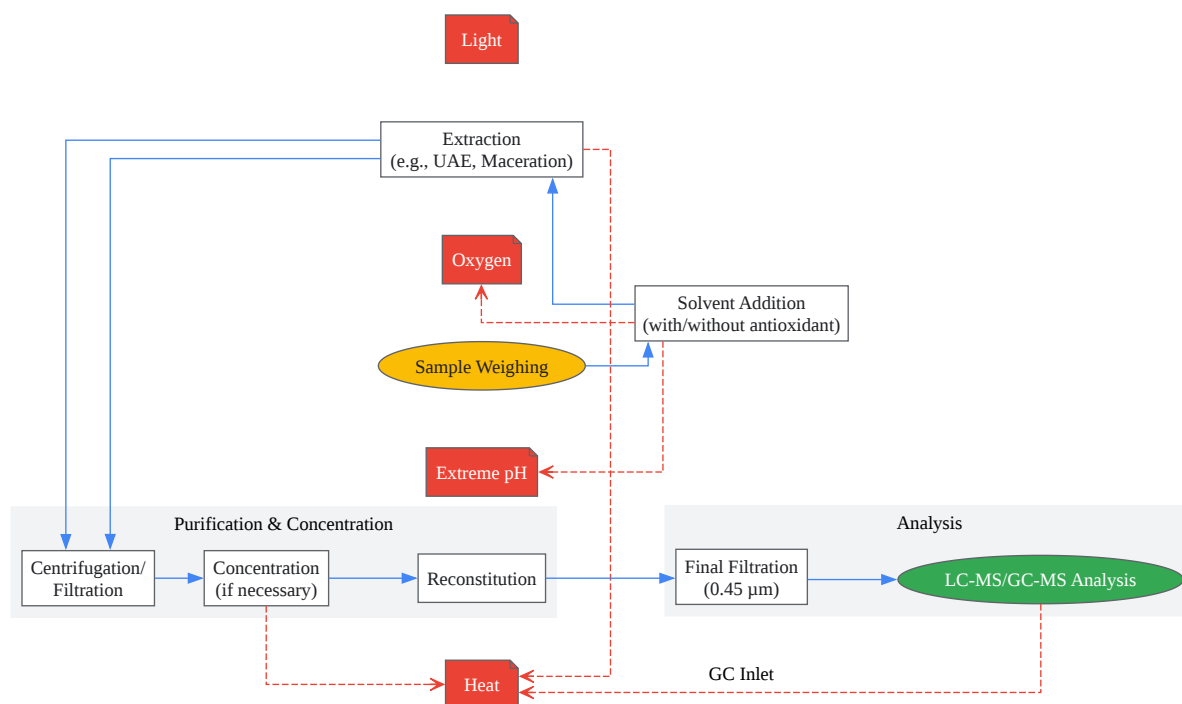 Light
Extraction
(e.g., UAE, Maceration)
Oxygen
Solvent Addition
(with/without antioxidant)
Sample Weighing
Extreme pH
Purification & Concentration
Analysis
Centrifugation/
Filtration
Concentration
(if necessary)
Reconstitution
Final Filtration
(0.45 µm)
LC-MS/GC-MS Analysis
Heat
GC Inlet